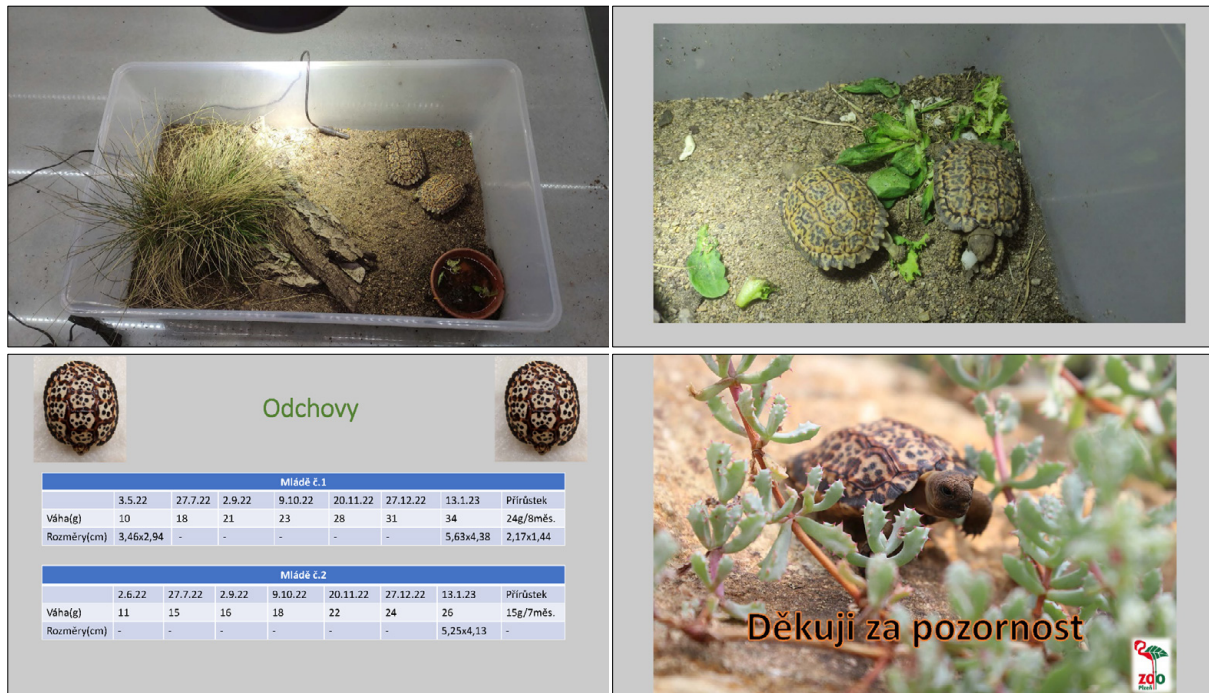 Odchovy
Mládě č.1
3.5.22 27.7.22 2.9.22 9.10.22 20.11.22 27.12.22 13.1.23 Přírůstek
Váha(g) 10 18 21 23 28 31 34 24g/8měs.
Rozměry(cm) 3,46x2,94 - - - - - 5,63x4,38 2,17x1,44
Mládě č.2
2.6.22 27.7.22 2.9.22 9.10.22 20.11.22 27.12.22 13.1.23 Přírůstek
Váha(g) 11 15 16 18 22 24 26 15g/7měs.
Rozměry(cm) - - - - - - 5,25x4,13 -
Děkuji za pozornost
zoo
Plzeň